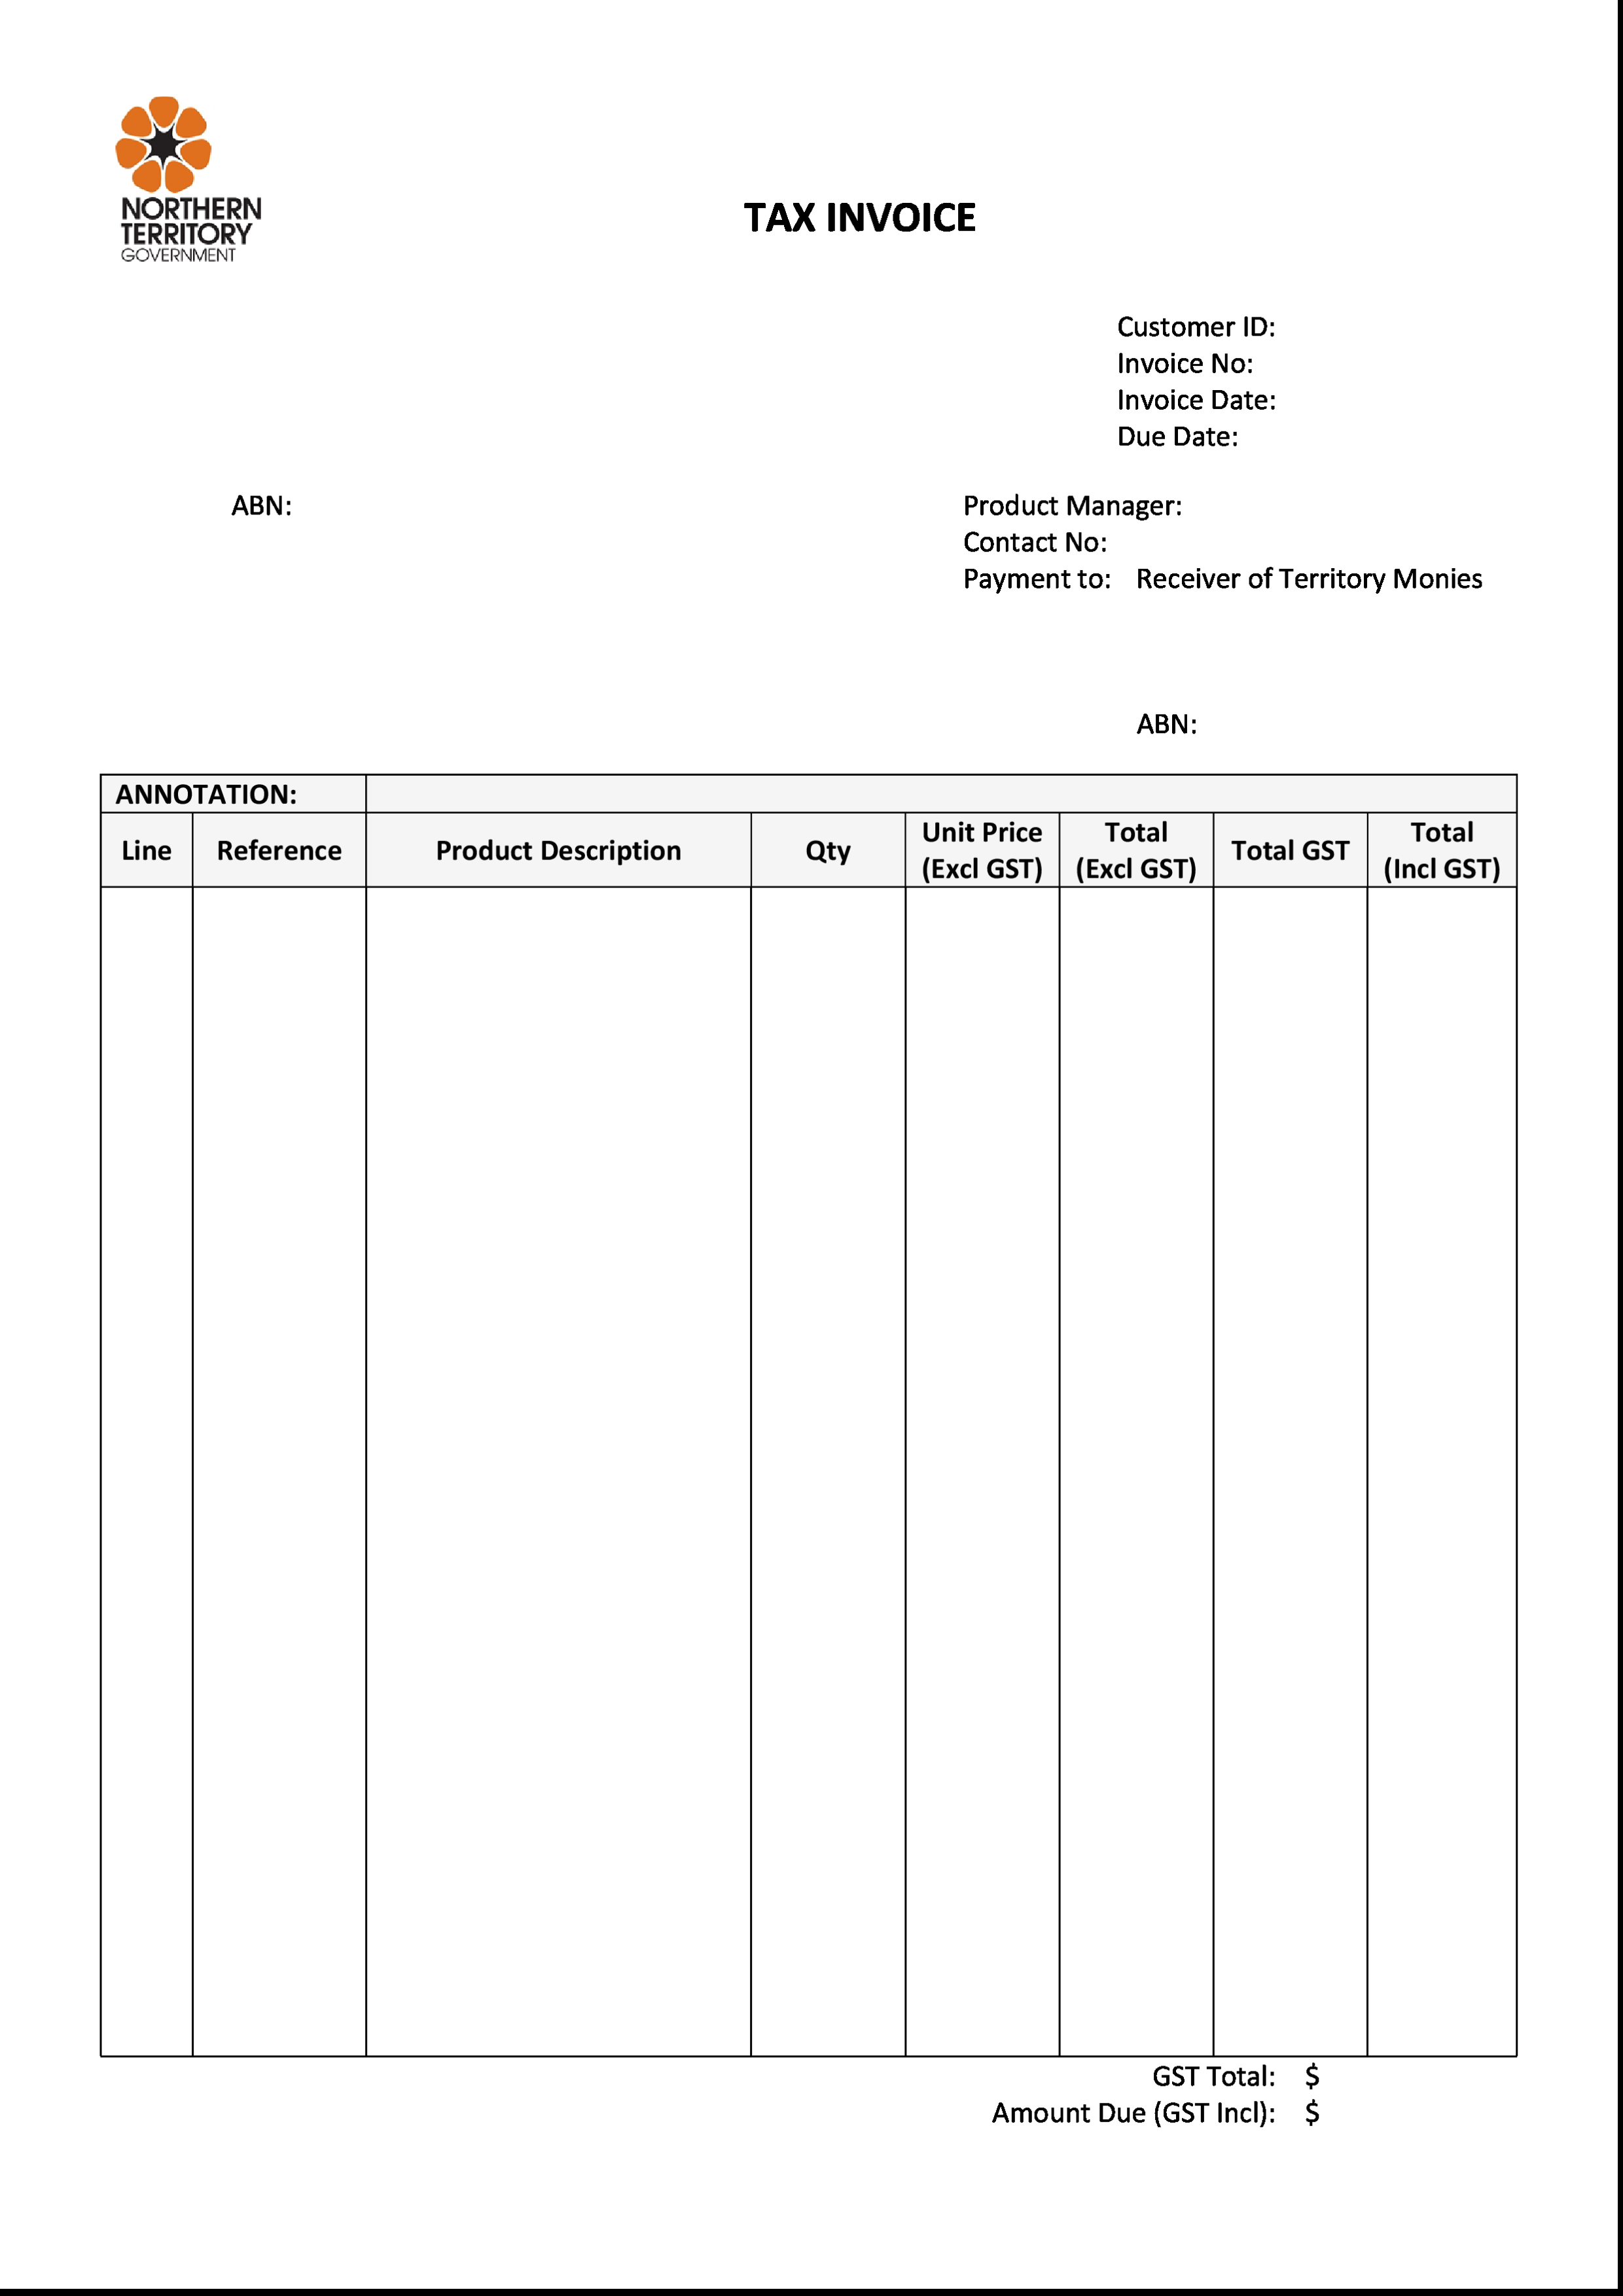 NORTHERN
TERRITORY
GOVERNMENT
TAX INVOICE
Customer ID:
Invoice No:
Invoice Date:
Due Date:
ABN:
Product Manager:
Contact No:
Payment to: Receiver of Territory Monies
ABN:
ANNOTATION:
Line Reference Product Description Qty Unit Price (Excl GST) Total (Excl GST) Total GST Total (Incl GST)
GST Total: $
Amount Due (GST Incl): $